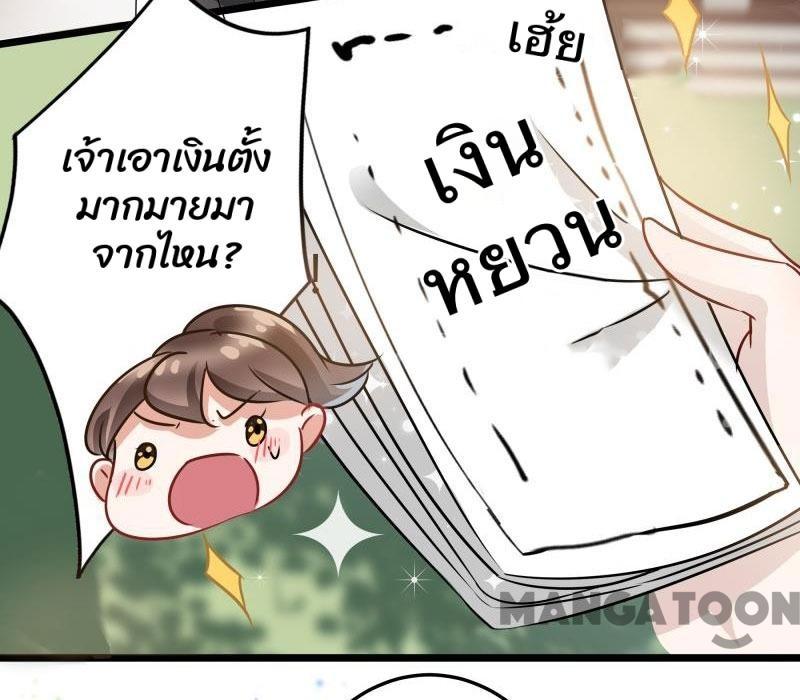 เฮ้ย
เงิน
หยวน
เจ้าเอาเงินตั้ง
มากมายมา
จากไหน?
MANGATOON